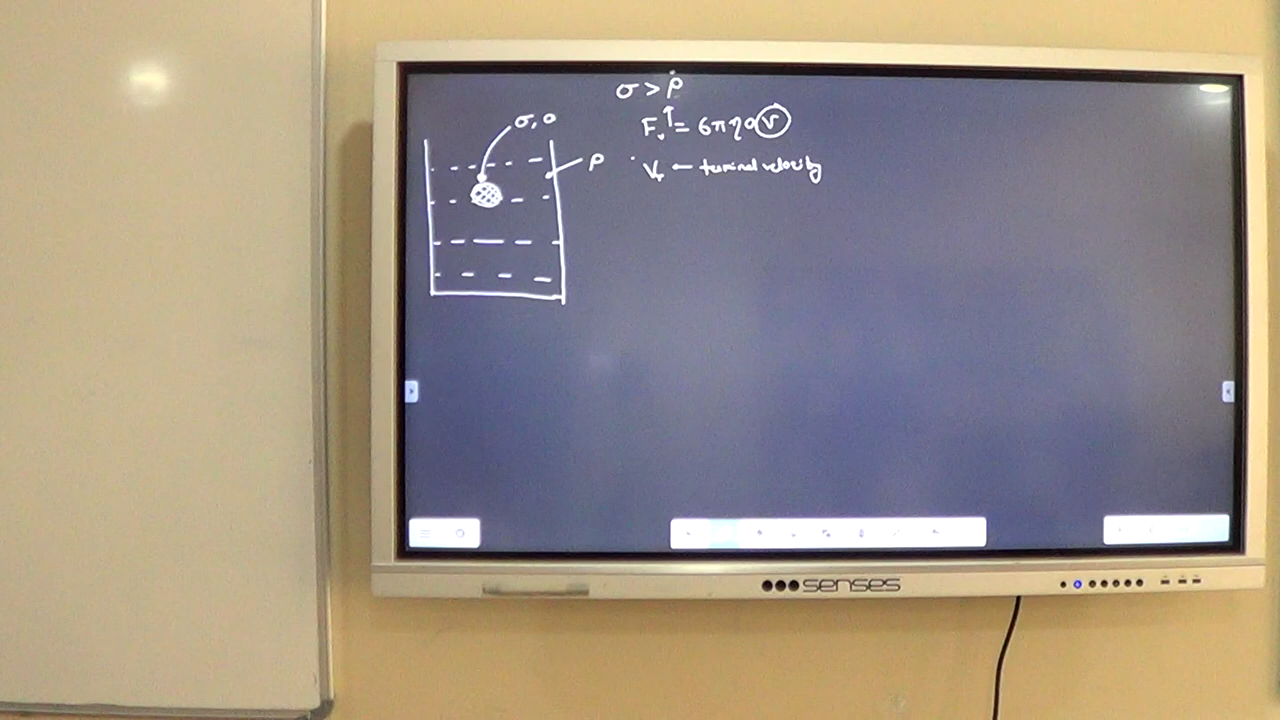 σ > ρ
σ, a
F_v ↑ = 6πηa v
ρ
V_T ← terminal velocity
senses